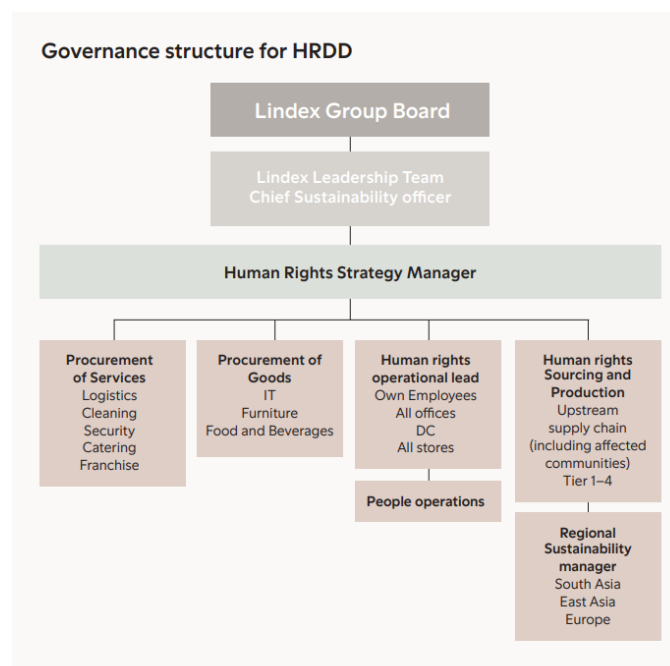 Governance structure for HRDD
Lindex Group Board
Lindex Leadership Team
Chief Sustainability officer
Human Rights Strategy Manager
Procurement
of Services
Logistics
Cleaning
Security
Catering
Franchise
Procurement of
Goods
IT
Furniture
Food and Beverages
Human rights
operational lead
Own Employees
All offices
DC
All stores
People operations
Human rights
Sourcing and
Production
Upstream
supply chain
(including affected
communities)
Tier 1–4
Regional
Sustainability
manager
South Asia
East Asia
Europe